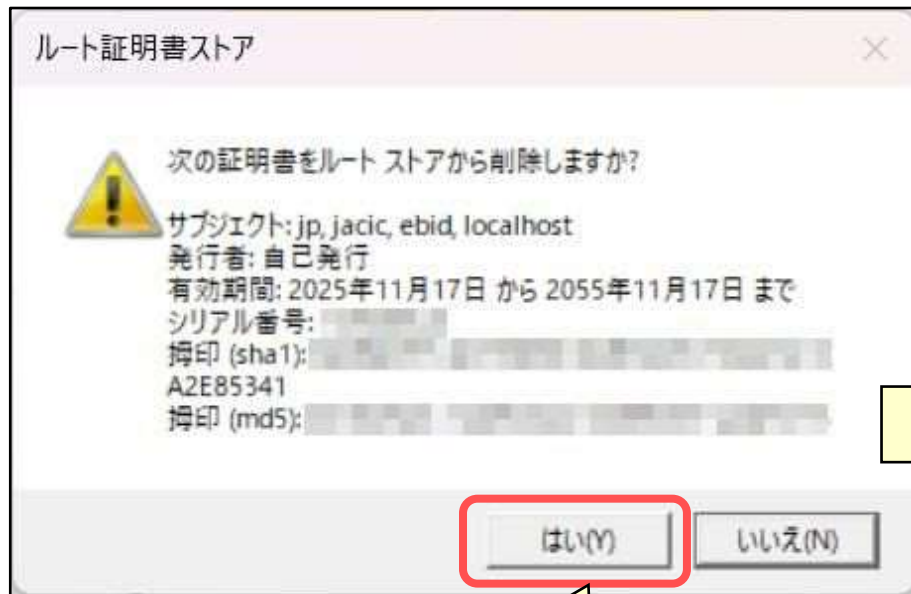 ルート証明書ストア
次の証明書をルート ストアから削除しますか?
サブジェクト: jp, jacic, ebid, localhost
発行者: 自己発行
有効期間: 2025年11月17日 から 2055年11月17日 まで
シリアル番号:
拇印 (sha1):
A2E85341
拇印 (md5):
はい(Y)
いいえ(N)